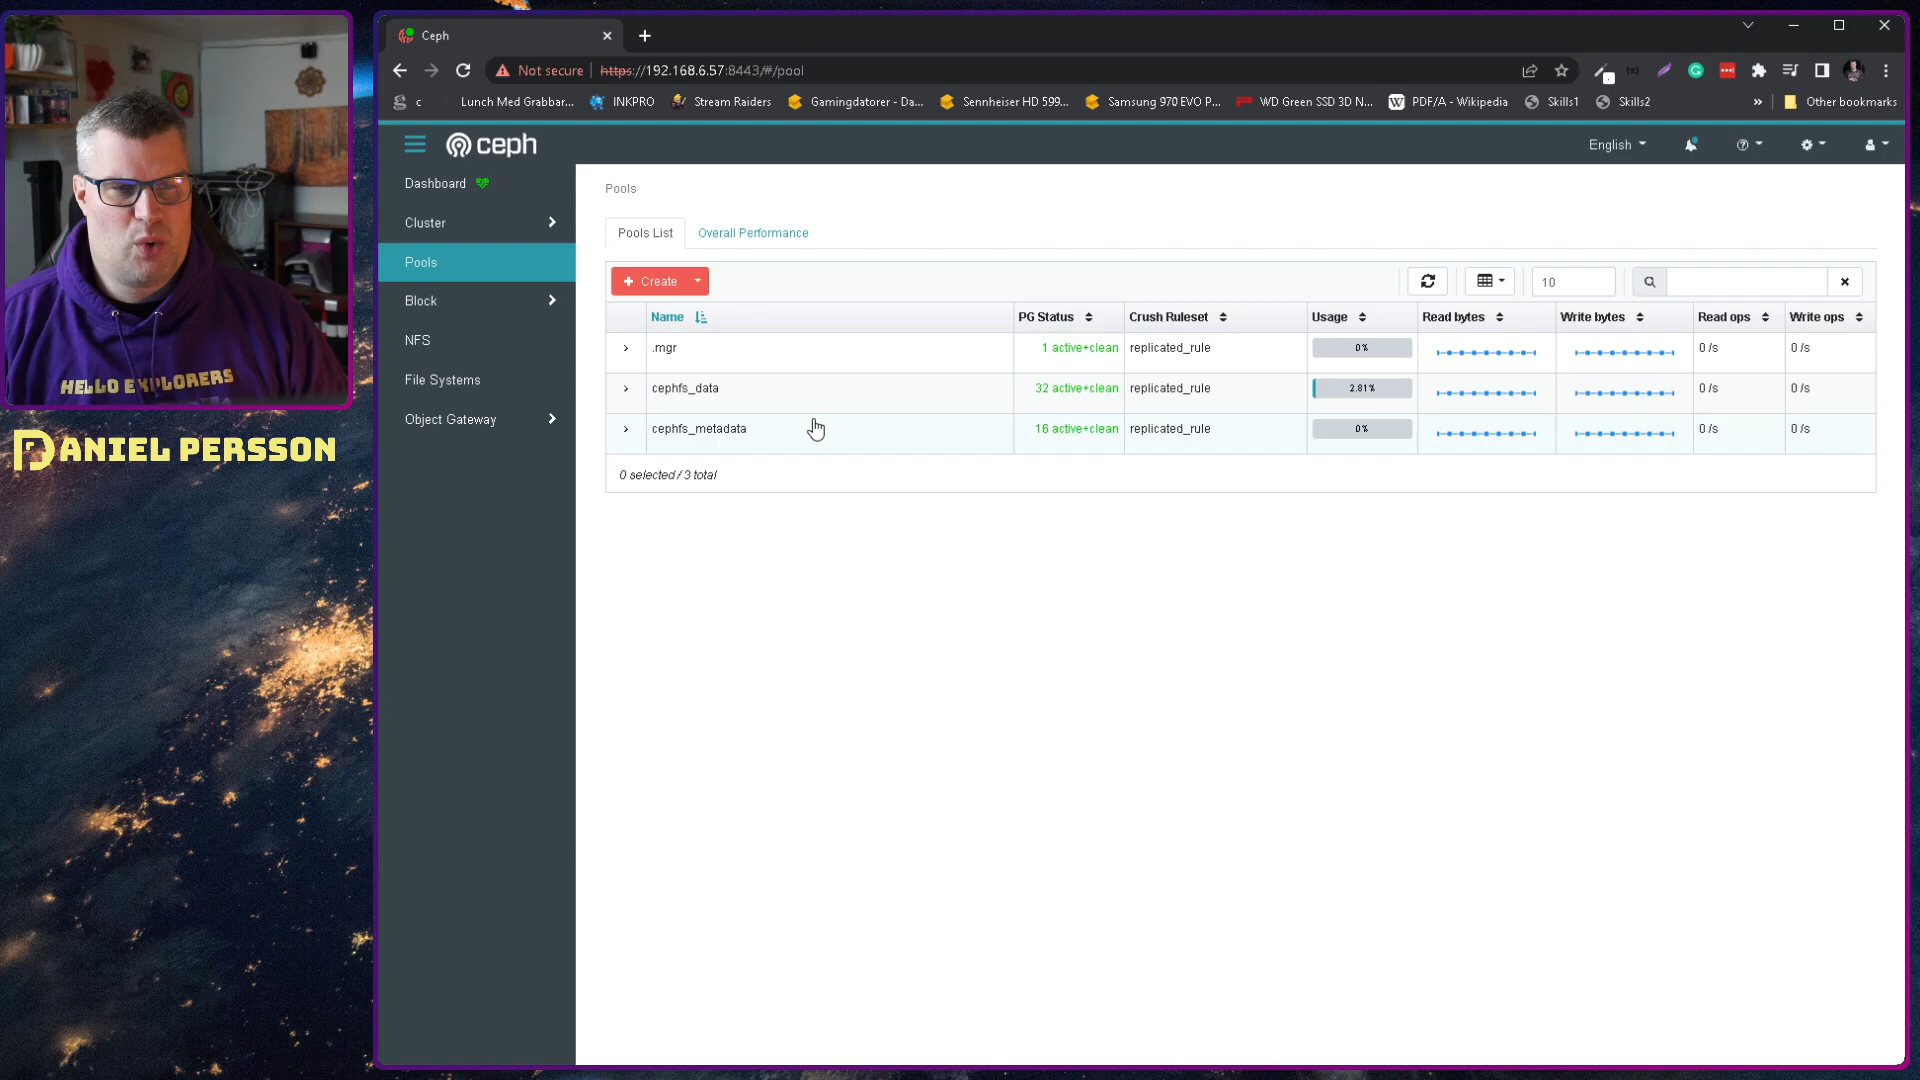 Ceph
Not secure
https://192.168.6.57:8443/#/pool
c
Lunch Med Grabbar...
INKPRO
Stream Raiders
Gamingdatorer - Da...
Sennheiser HD 599...
Samsung 970 EVO P...
WD Green SSD 3D N...
W
PDF/A - Wikipedia
Skills1
Skills2
»
Other bookmarks
ceph
English
Dashboard
Cluster
Pools
Block
NFS
File Systems
Object Gateway
Pools
Pools List
Overall Performance
+ Create
10
Name
PG Status
Crush Ruleset
Usage
Read bytes
Write bytes
Read ops
Write ops
.mgr
1 active+clean
replicated_rule
0%
0 /s
0 /s
cephfs_data
32 active+clean
replicated_rule
2.81%
0 /s
0 /s
cephfs_metadata
16 active+clean
replicated_rule
0%
0 /s
0 /s
0 selected / 3 total
HELLO EXPLORERS
DANIEL PERSSON